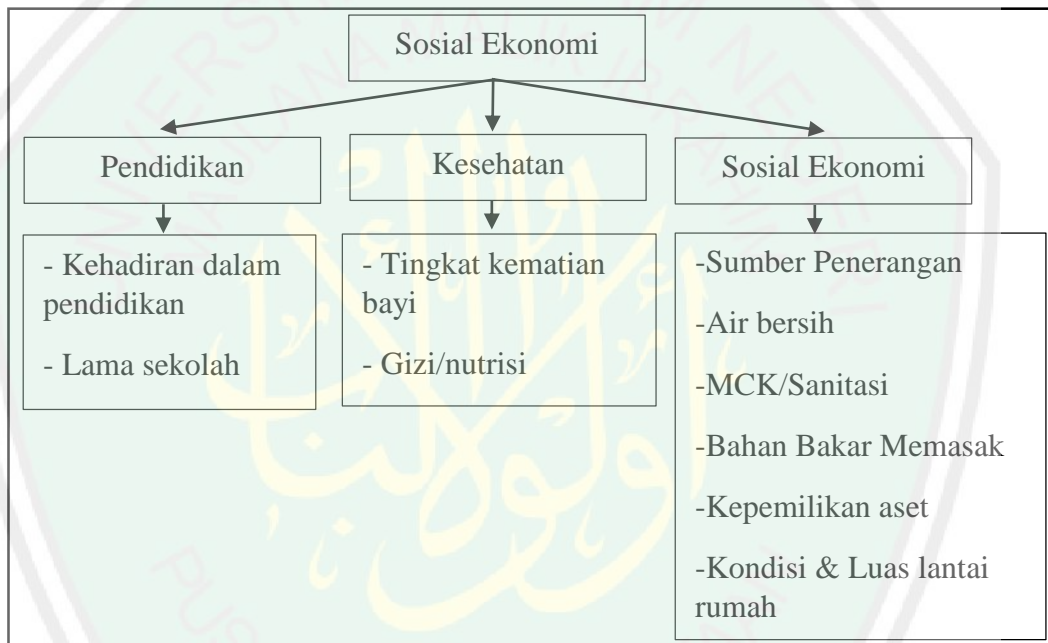 Sosial Ekonomi
Pendidikan
Kesehatan
Sosial Ekonomi
- Kehadiran dalam
pendidikan
- Lama sekolah
- Tingkat kematian
bayi
- Gizi/nutrisi
-Sumber Penerangan
-Air bersih
-MCK/Sanitasi
-Bahan Bakar Memasak
-Kepemilikan aset
-Kondisi & Luas lantai
rumah